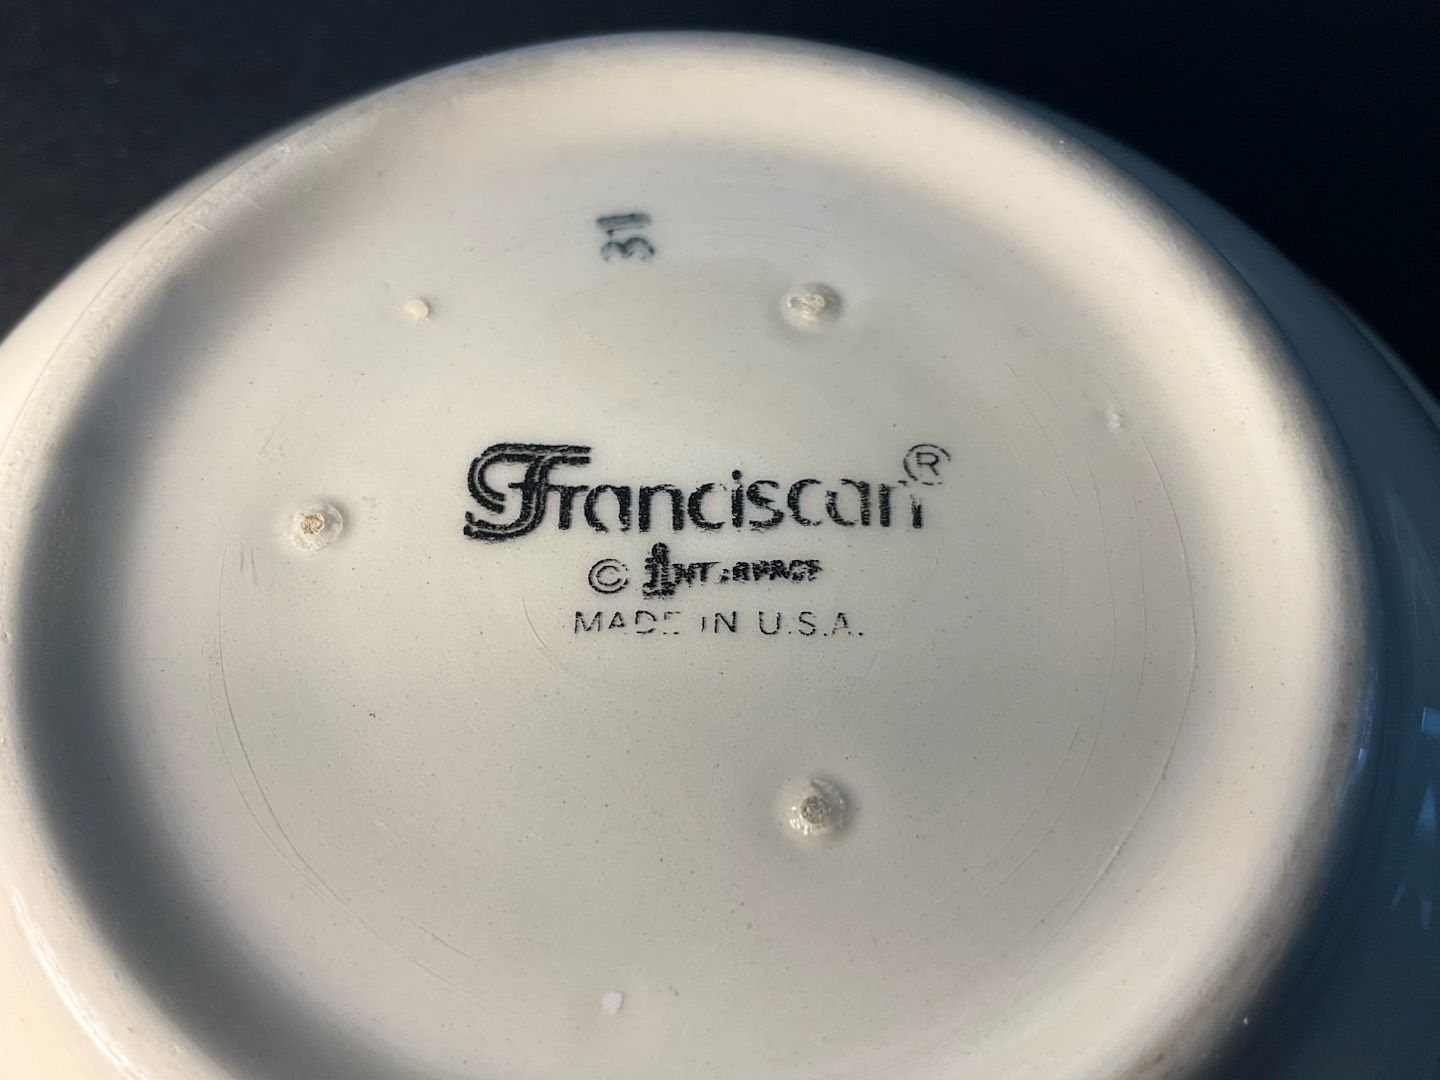 31
Franciscan®
© INTERPACE
MADE IN U.S.A.